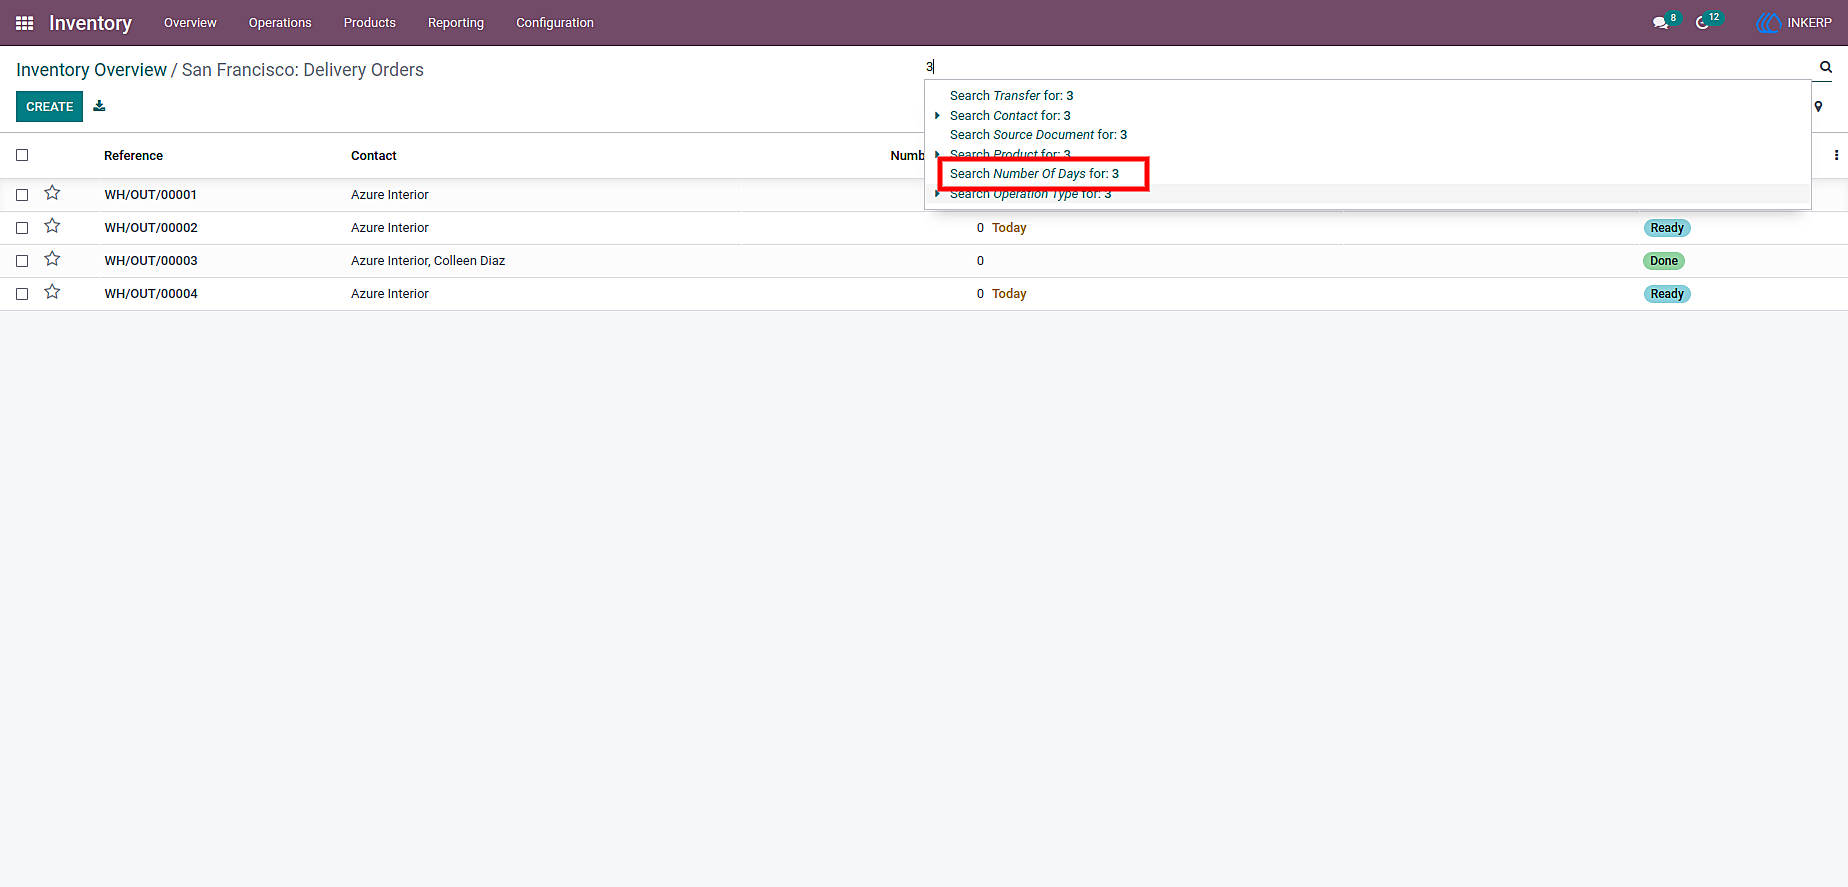 Inventory Overview Operations Products Reporting Configuration 8 12 INKERP
Inventory Overview / San Francisco: Delivery Orders
3
CREATE
Search Transfer for: 3
Search Contact for: 3
Search Source Document for: 3
Search Product for: 3
Search Number Of Days for: 3
Search Operation Type for: 3
Reference Contact Numb
WH/OUT/00001 Azure Interior
WH/OUT/00002 Azure Interior 0 Today Ready
WH/OUT/00003 Azure Interior, Colleen Diaz 0 Done
WH/OUT/00004 Azure Interior 0 Today Ready